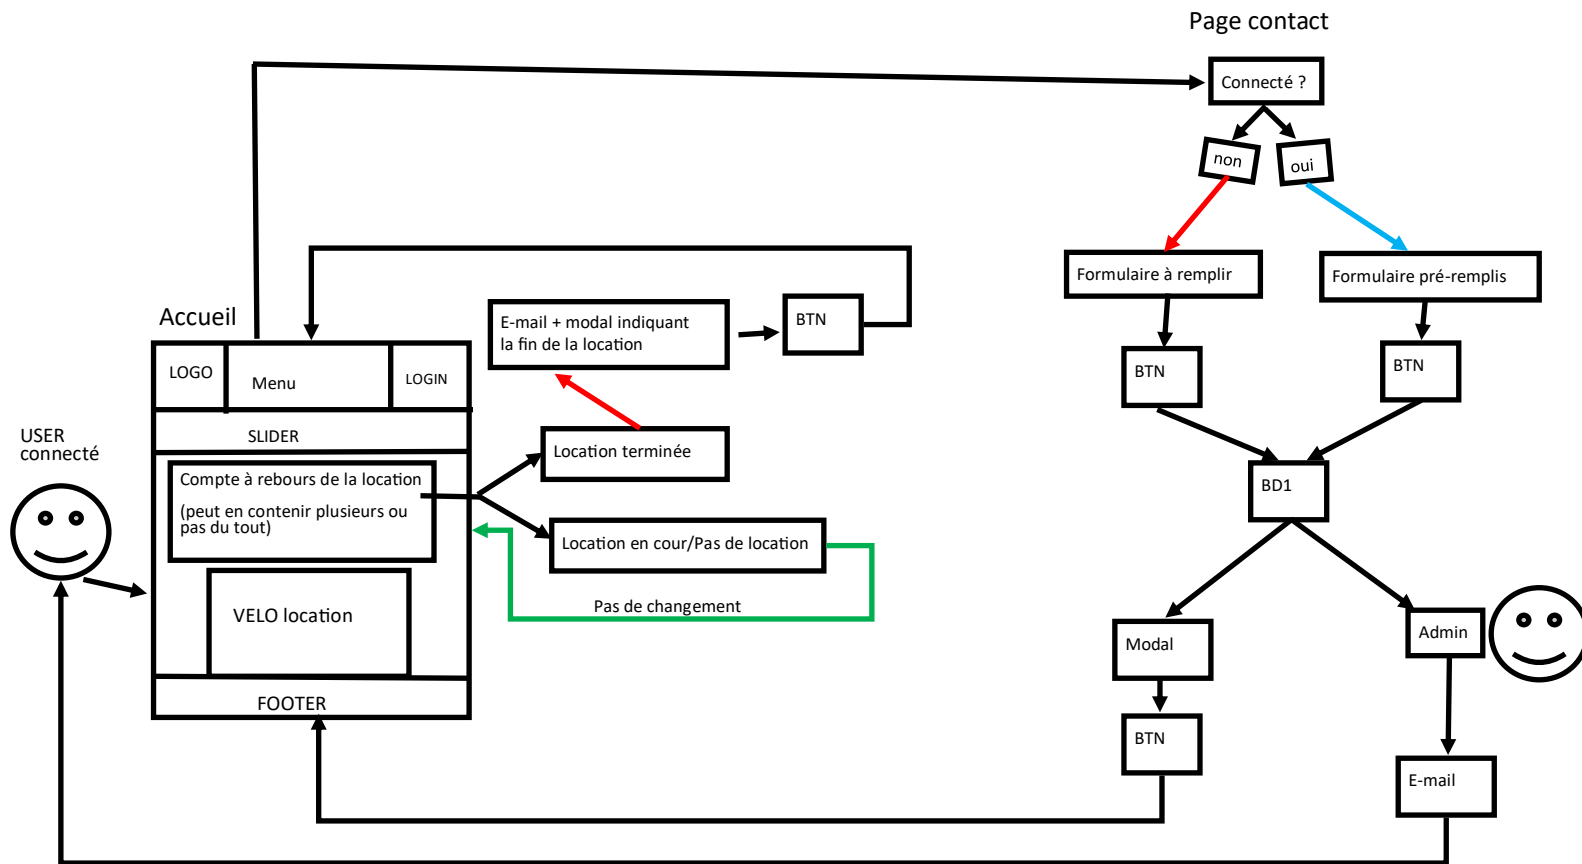 Page contact
Connecté ?
non
oui
Formulaire à remplir
Formulaire pré-remplis
BTN
BTN
BD1
Modal
Admin
BTN
E-mail
Accueil
LOGO
Menu
LOGIN
SLIDER
USER
connecté
Compte à rebours de la location
(peut en contenir plusieurs ou
pas du tout)
VELO location
FOOTER
E-mail + modal indiquant
la fin de la location
BTN
Location terminée
Location en cour/Pas de location
Pas de changement